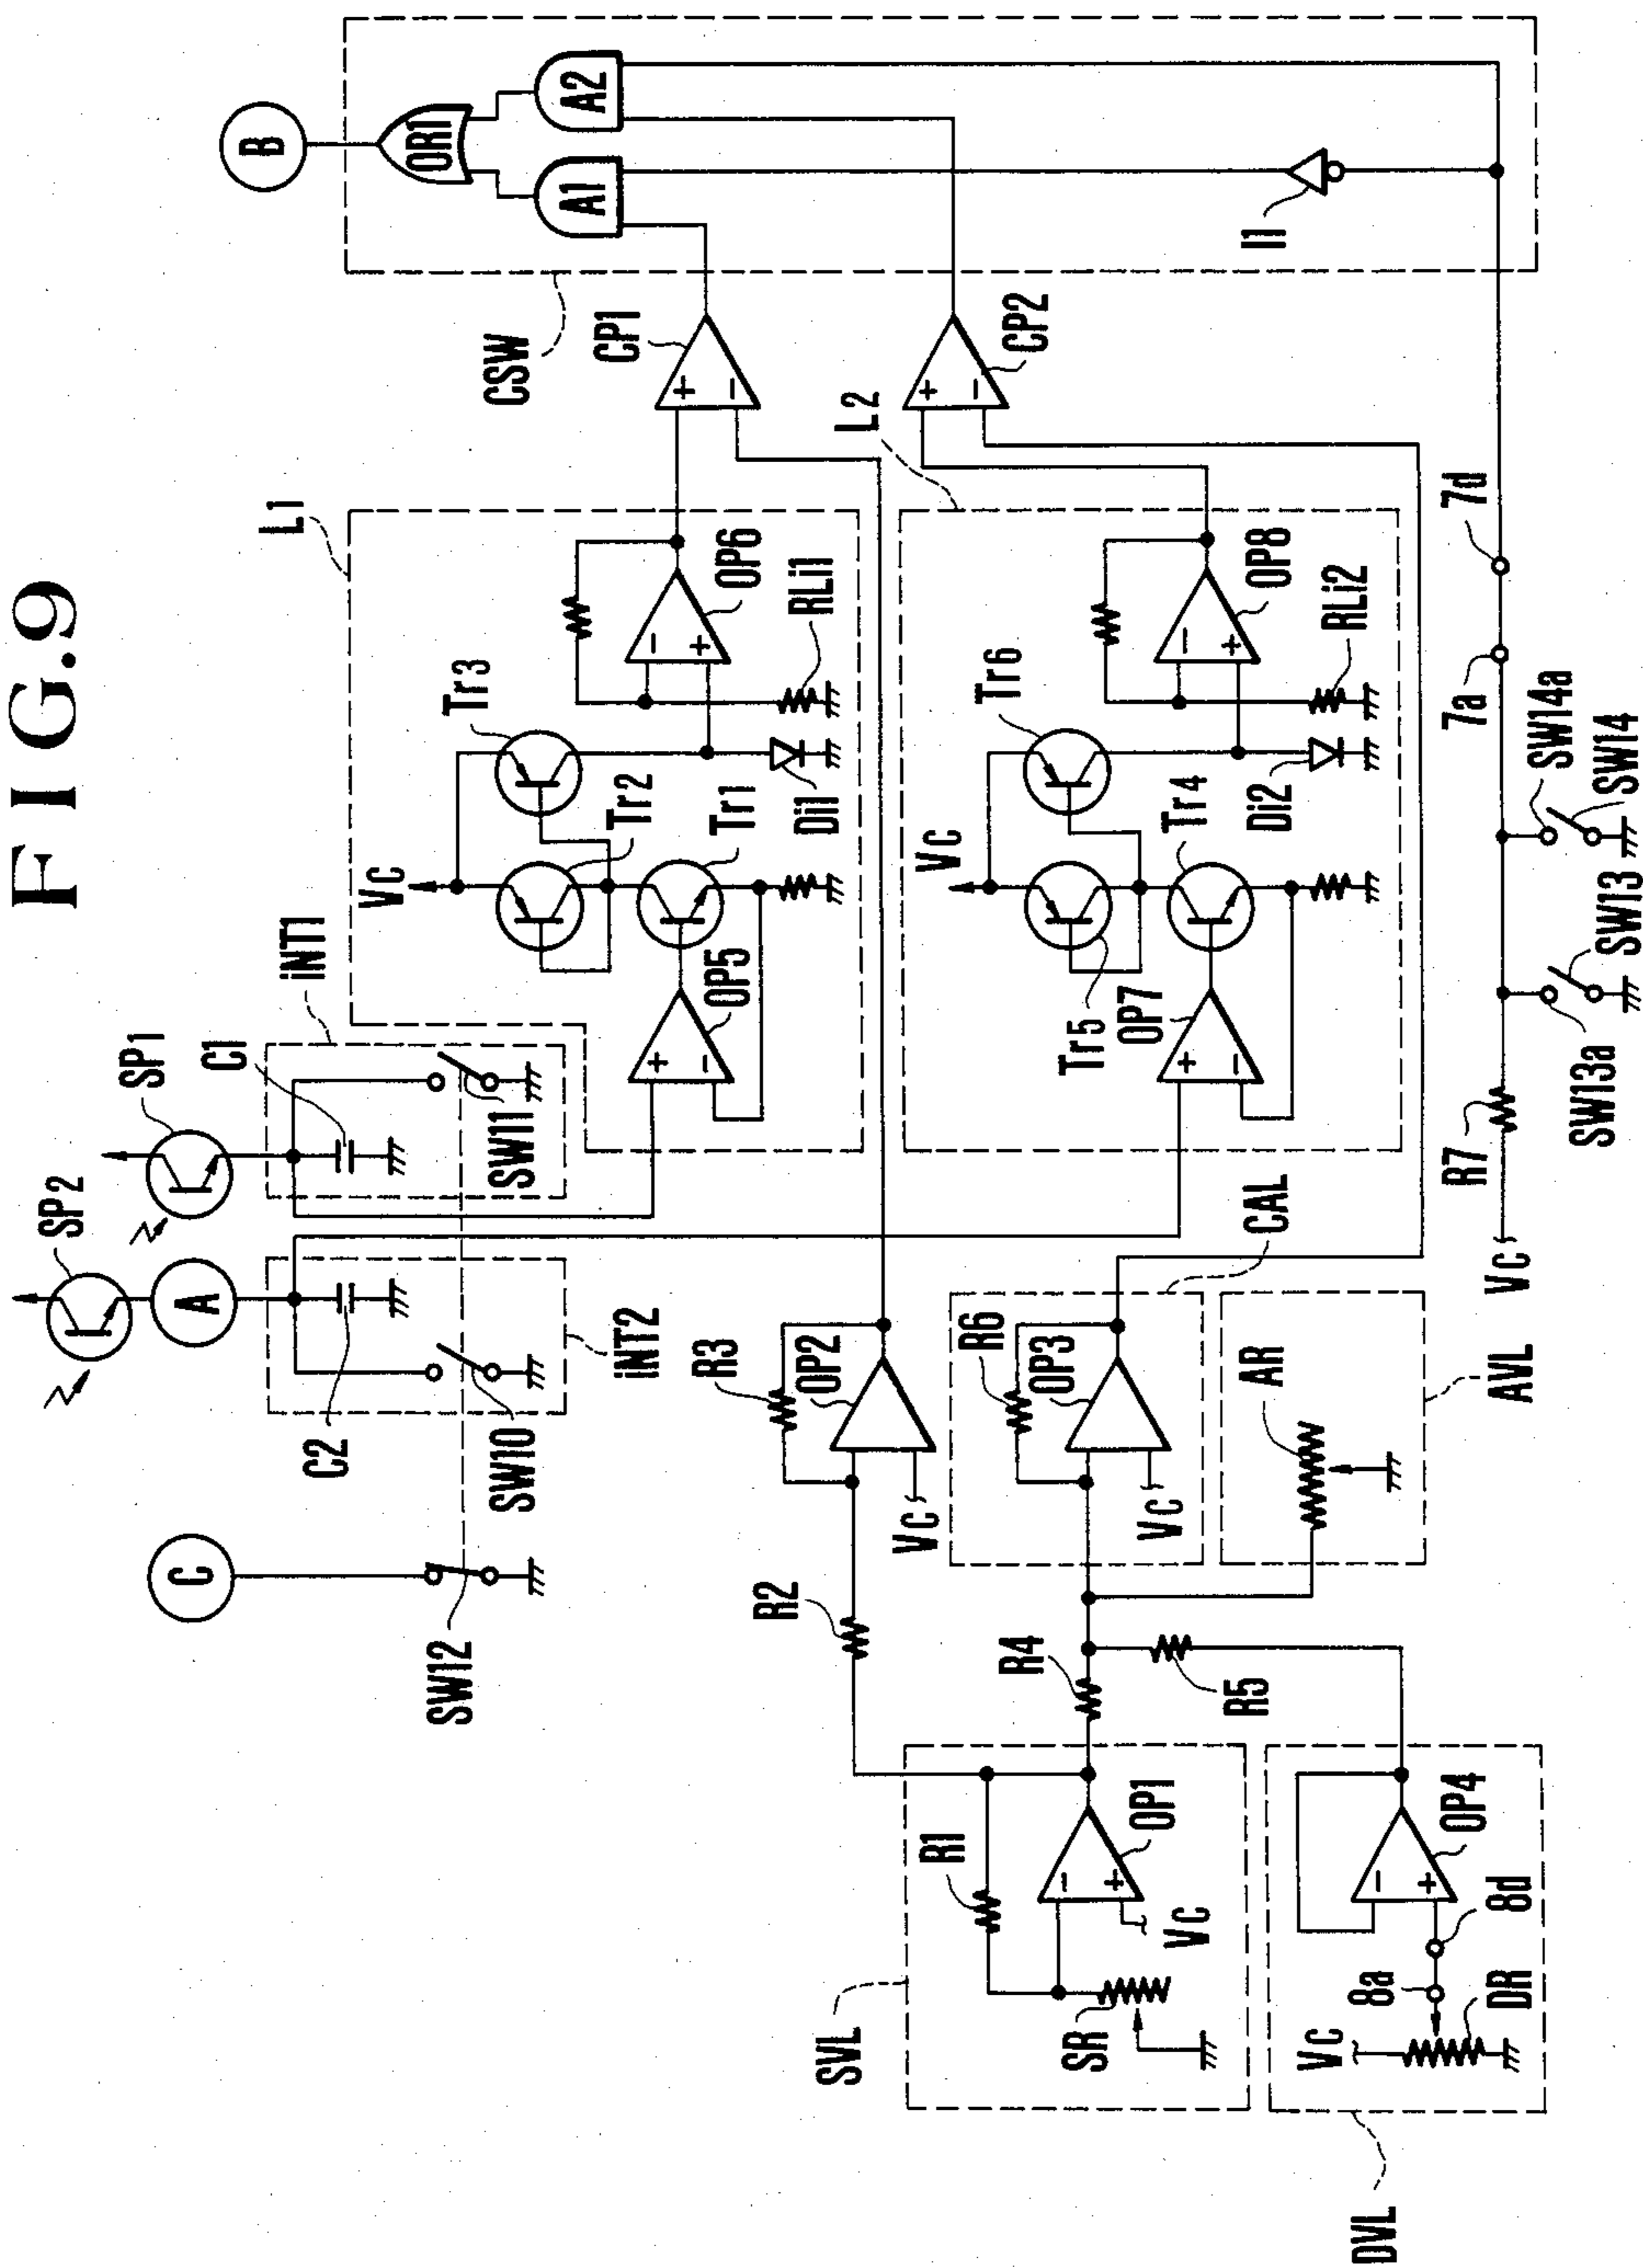 FIG.9
SP2
SP1
C
A
B
C2
C1
iNT1
iNT2
SW12
SW10
SW11
L1
VC
Tr3
Tr2
Tr1
OP5
OP6
Di1
RLi1
+
-
-
+
CSW
CP1
+
-
OR1
A1
A2
I1
R3
OP2
VC
R2
L2
VC
Tr6
Tr5
Tr4
OP7
OP8
Di2
RLi2
+
-
-
+
CP2
+
-
R6
OP3
VC
CAL
AR
AVL
R4
R5
SVL
R1
OP1
-
+
VC
SR
DVL
VC
DR
8a
8d
OP4
-
+
R7
VC
SW13a
SW13
SW14a
SW14
7a
7d